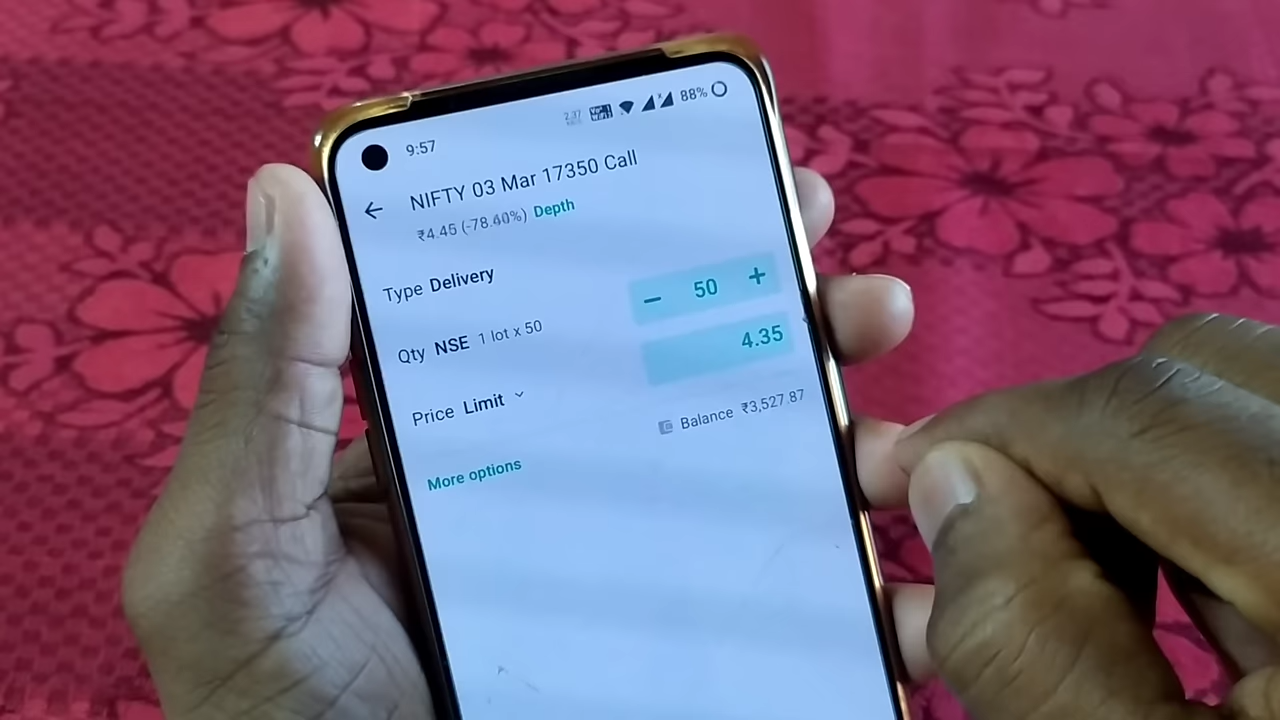 9:57
88%
NIFTY 03 Mar 17350 Call
₹4.45 (-78.40%) Depth
Type Delivery
− 50 +
Qty NSE 1 lot x 50
4.35
Price Limit
Balance ₹3,527.87
More options